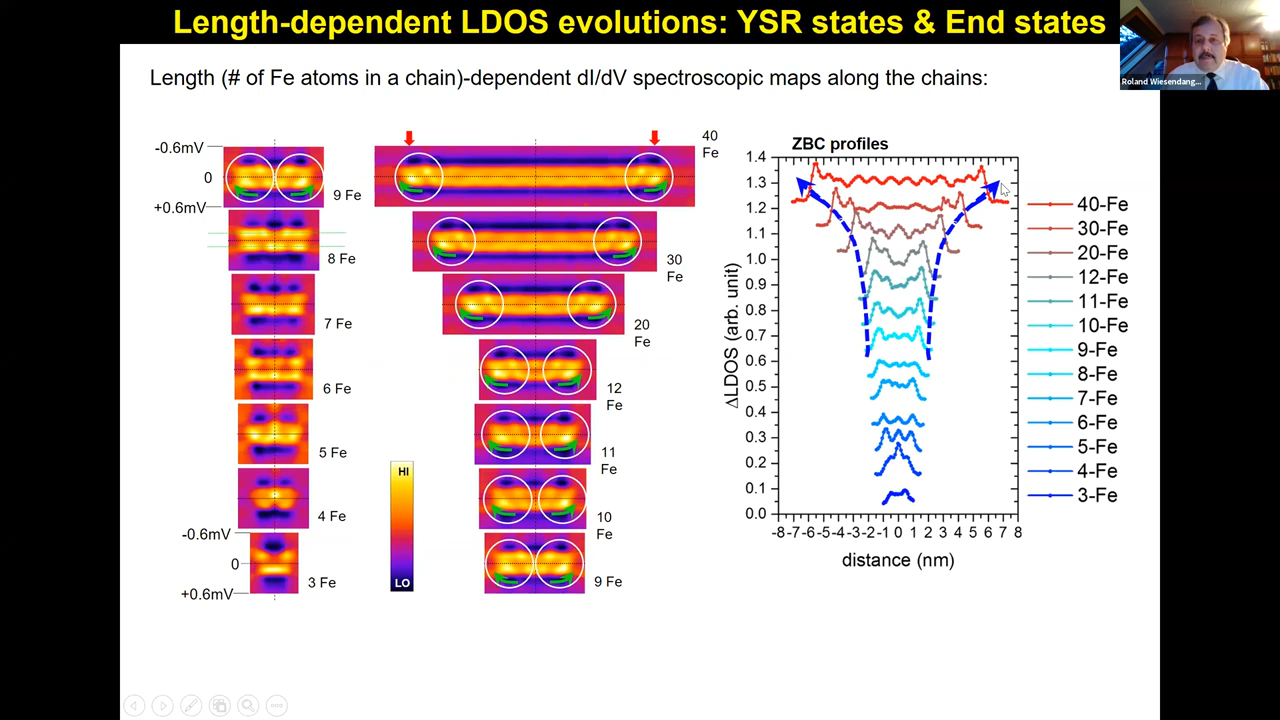 Length-dependent LDOS evolutions: YSR states & End states
Roland Wiesendang...
Length (# of Fe atoms in a chain)-dependent dI/dV spectroscopic maps along the chains:
-0.6mV
0
+0.6mV
9 Fe
8 Fe
7 Fe
6 Fe
5 Fe
4 Fe
-0.6mV
0
+0.6mV
3 Fe
HI
LO
40
Fe
30
Fe
20
Fe
12
Fe
11
Fe
10
Fe
9 Fe
ZBC profiles
1.4
1.3
1.2
1.1
1.0
0.9
0.8
0.7
0.6
0.5
0.4
0.3
0.2
0.1
0.0
ΔLDOS (arb. unit)
-8 -7 -6 -5 -4 -3 -2 -1 0 1 2 3 4 5 6 7 8
distance (nm)
40-Fe
30-Fe
20-Fe
12-Fe
11-Fe
10-Fe
9-Fe
8-Fe
7-Fe
6-Fe
5-Fe
4-Fe
3-Fe